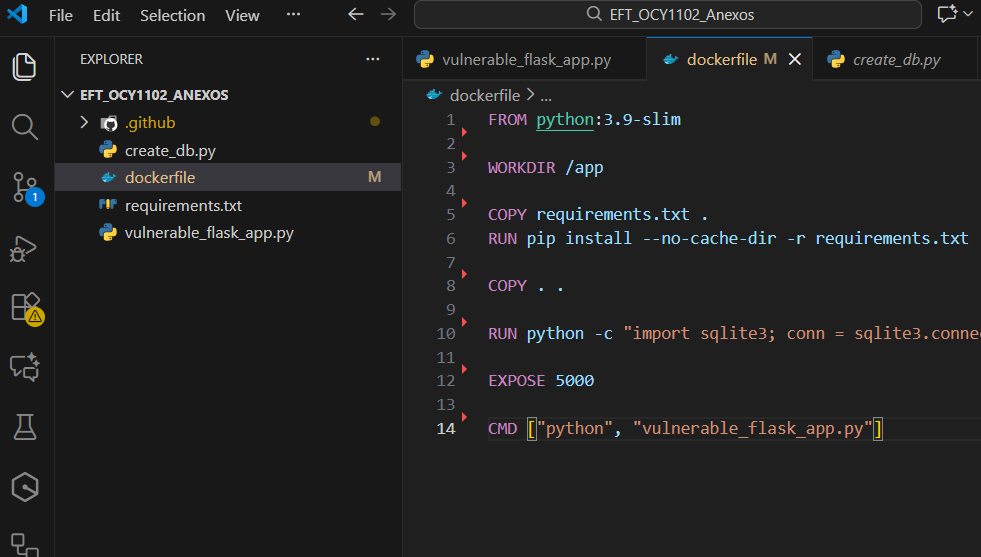 File Edit Selection View ··· EFT_OCY1102_Anexos
EXPLORER ···
EFT_OCY1102_ANEXOS
.github
create_db.py
dockerfile M
requirements.txt
vulnerable_flask_app.py
1
vulnerable_flask_app.py dockerfile M create_db.py
dockerfile > ...
1 FROM python:3.9-slim
2
3 WORKDIR /app
4
5 COPY requirements.txt .
6 RUN pip install --no-cache-dir -r requirements.txt
7
8 COPY . .
9
10 RUN python -c "import sqlite3; conn = sqlite3.conne
11
12 EXPOSE 5000
13
14 CMD ["python", "vulnerable_flask_app.py"]